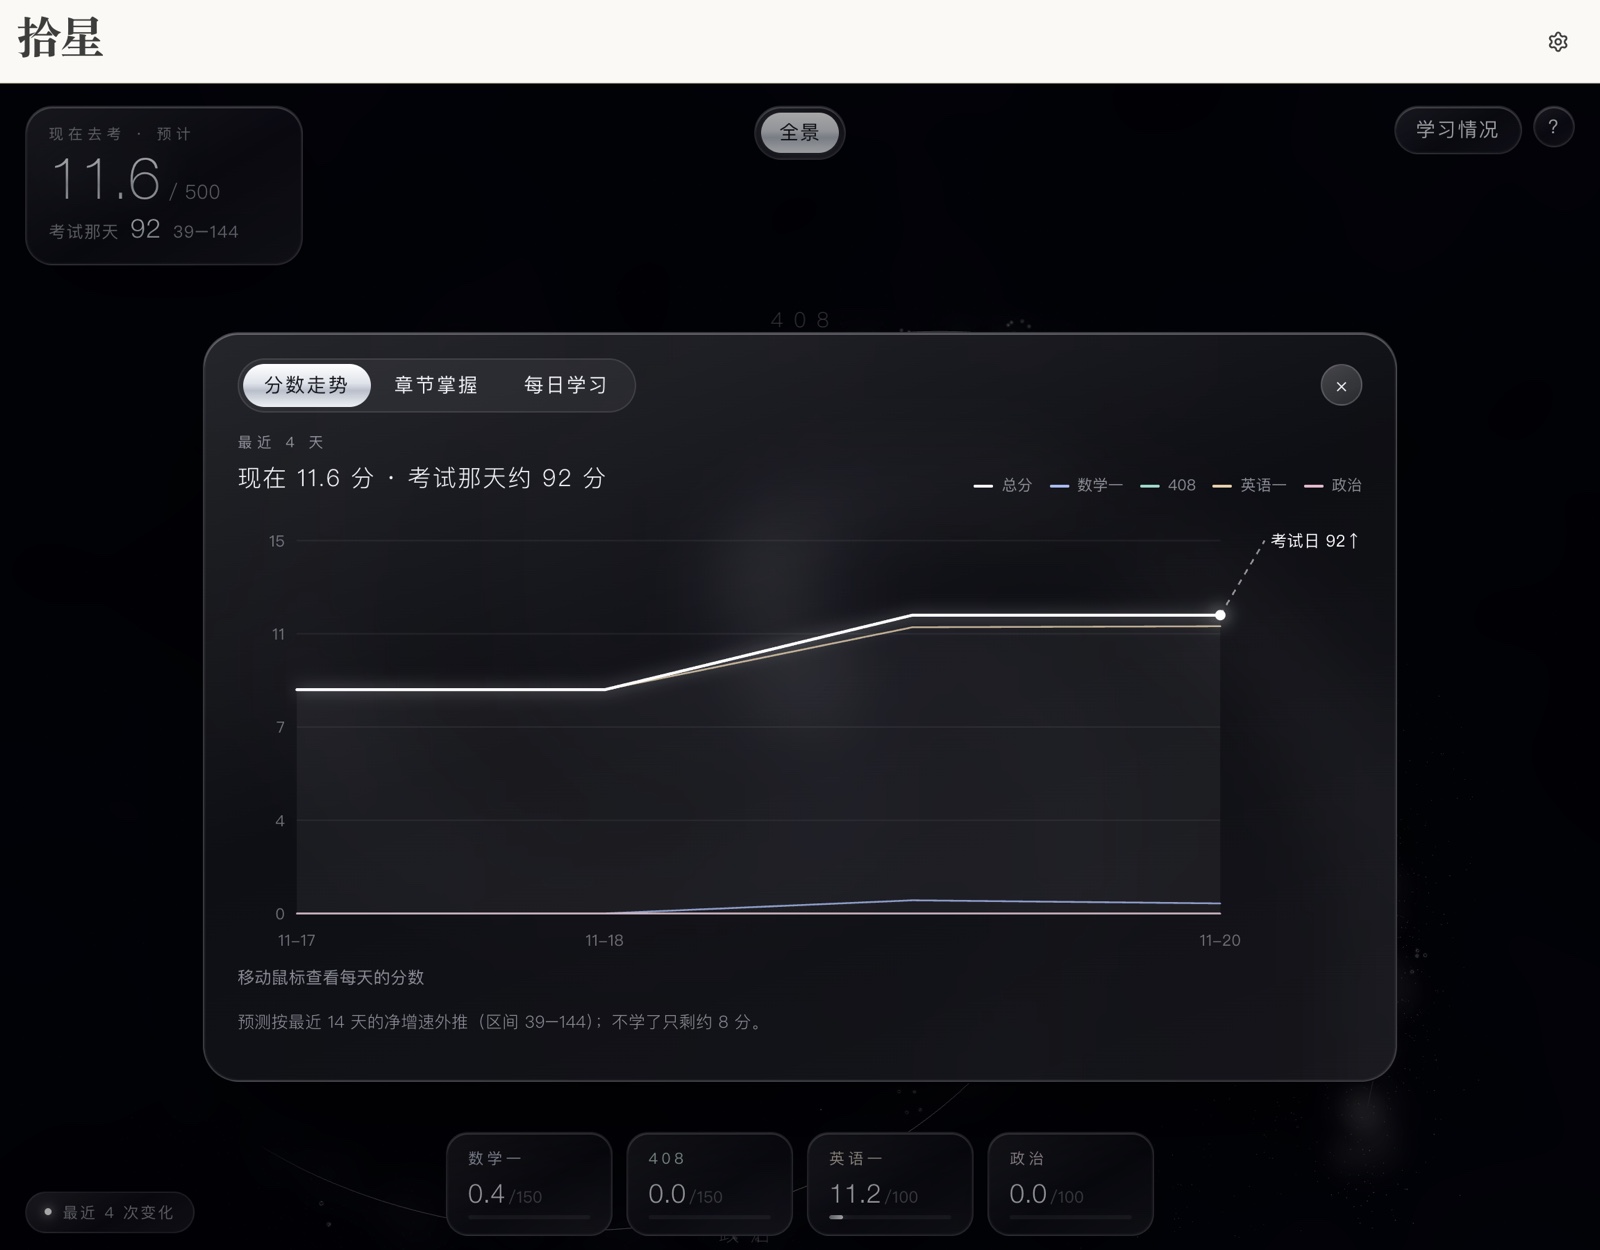 拾星
现在去考 · 预计
11.6 / 500
考试那天 92 39–144
全景
学习情况
?
408
分数走势 章节掌握 每日学习
×
最近 4 天
现在 11.6 分 · 考试那天约 92 分
总分 数学一 408 英语一 政治
15
考试日 92↑
11
7
4
0
11–17 11–18 11–20
移动鼠标查看每天的分数
预测按最近 14 天的净增速外推（区间 39–144）；不学了只剩约 8 分。
数学一
0.4 /150
408
0.0 /150
英语一
11.2 /100
政治
0.0 /100
最近 4 次变化
政治